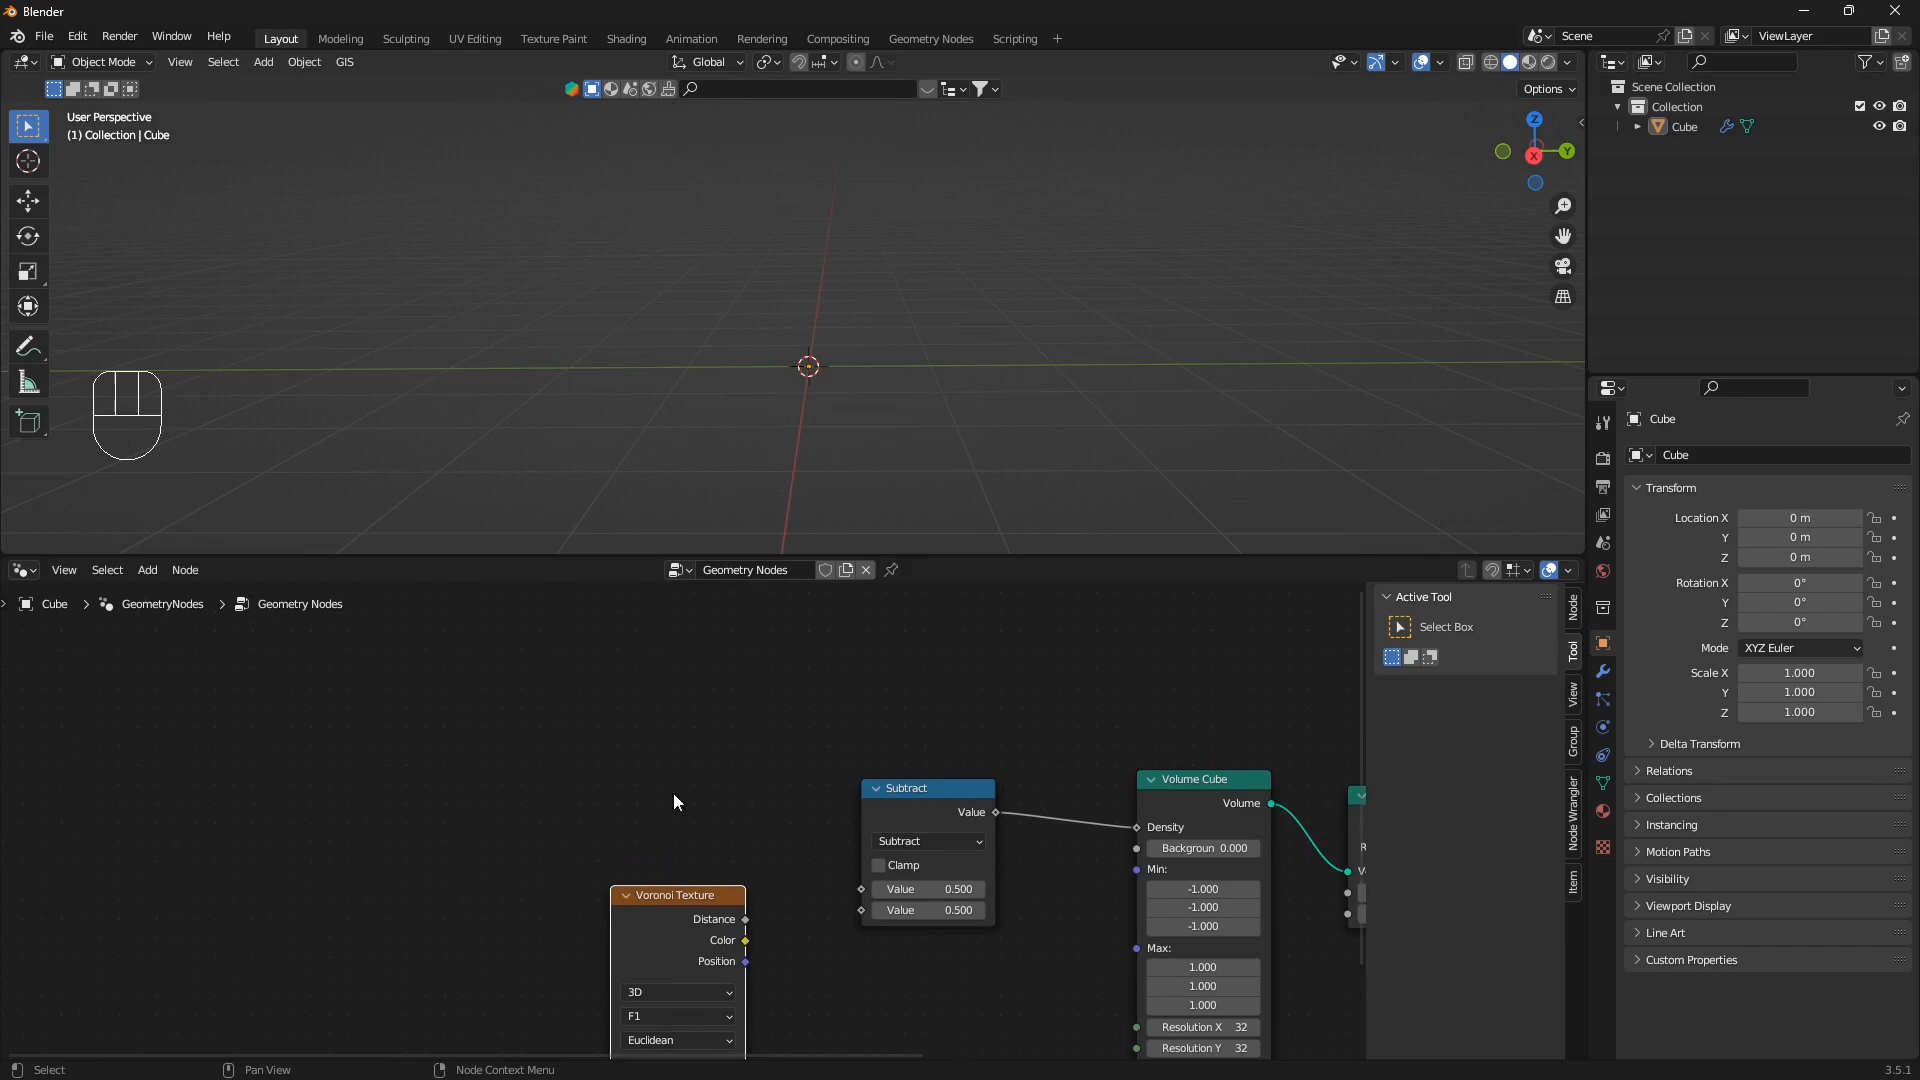 Blender
File Edit Render Window Help
Layout Modeling Sculpting UV Editing Texture Paint Shading Animation Rendering Compositing Geometry Nodes Scripting +
Scene
ViewLayer
Object Mode View Select Add Object GIS
Global
Options
User Perspective
(1) Collection | Cube
Z
Y
X
Scene Collection
Collection
Cube
Cube
Cube
Transform
Location X 0 m
Y 0 m
Z 0 m
Rotation X 0°
Y 0°
Z 0°
Mode XYZ Euler
Scale X 1.000
Y 1.000
Z 1.000
Delta Transform
Relations
Collections
Instancing
Motion Paths
Visibility
Viewport Display
Line Art
Custom Properties
View Select Add Node
Geometry Nodes
Cube > GeometryNodes > Geometry Nodes
Active Tool
Select Box
Node
Tool
View
Group
Node Wrangler
Item
Voronoi Texture
Distance
Color
Position
3D
F1
Euclidean
Subtract
Value
Subtract
Clamp
Value 0.500
Value 0.500
Volume Cube
Volume
Density
Backgroun 0.000
Min:
-1.000
-1.000
-1.000
Max:
1.000
1.000
1.000
Resolution X 32
Resolution Y 32
R
V
Select
Pan View
Node Context Menu
3.5.1